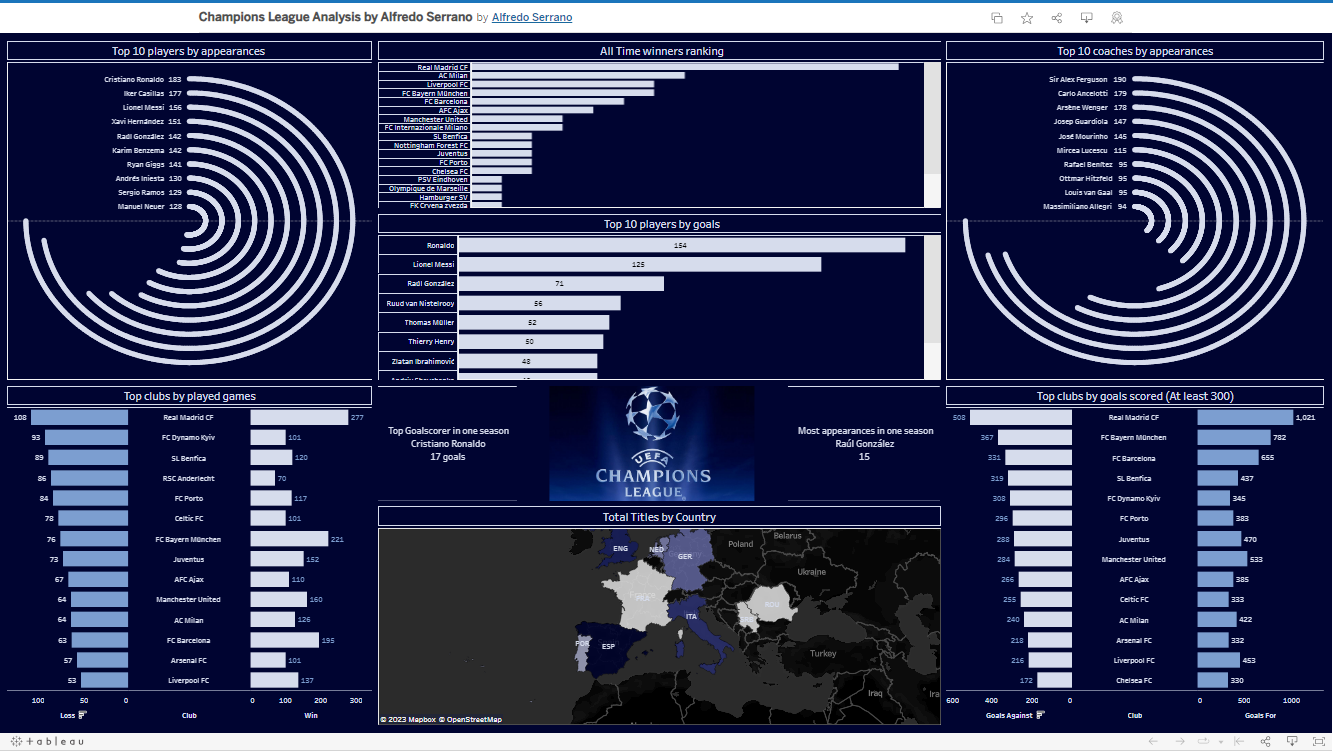 Champions League Analysis by Alfredo Serrano by Alfredo Serrano
Top 10 players by appearances
Cristiano Ronaldo 183
Iker Casillas 177
Lionel Messi 156
Xavi Hernández 151
Raúl González 142
Karim Benzema 142
Ryan Giggs 141
Andrés Iniesta 130
Sergio Ramos 129
Manuel Neuer 128
All Time winners ranking
Real Madrid CF
AC Milan
Liverpool FC
FC Bayern München
FC Barcelona
AFC Ajax
Manchester United
FC Internazionale Milano
SL Benfica
Nottingham Forest FC
Juventus
FC Porto
Chelsea FC
PSV Eindhoven
Olympique de Marseille
Hamburger SV
FK Crvena zvezda
Top 10 players by goals
Ronaldo 154
Lionel Messi 125
Raúl González 71
Ruud van Nistelrooy 56
Thomas Müller 52
Thierry Henry 50
Zlatan Ibrahimović 48
Top 10 coaches by appearances
Sir Alex Ferguson 190
Carlo Ancelotti 179
Arsène Wenger 178
Josep Guardiola 147
José Mourinho 145
Mircea Lucescu 115
Rafael Benítez 95
Ottmar Hitzfeld 95
Louis van Gaal 95
Massimiliano Allegri 94
Top clubs by played games
108 Real Madrid CF 277
93 FC Dynamo Kyiv 101
89 SL Benfica 120
86 RSC Anderlecht 70
84 FC Porto 117
78 Celtic FC 101
76 FC Bayern München 221
73 Juventus 152
67 AFC Ajax 110
64 Manchester United 160
64 AC Milan 126
63 FC Barcelona 195
57 Arsenal FC 101
53 Liverpool FC 137
100 50 0 0 100 200 300
Loss Club Win
Top Goalscorer in one season
Cristiano Ronaldo
17 goals
UEFA
CHAMPIONS
LEAGUE
Most appearances in one season
Raúl González
15
Total Titles by Country
ENG
NED
GER
Poland
Belarus
Ukraine
France
ROU
ITA
POR
ESP
Turkey
Iraq
Ira
© 2023 Mapbox © OpenStreetMap
Top clubs by goals scored (At least 300)
508 Real Madrid CF 1,021
367 FC Bayern München 782
331 FC Barcelona 655
319 SL Benfica 437
308 FC Dynamo Kyiv 345
296 FC Porto 383
288 Juventus 470
284 Manchester United 533
266 AFC Ajax 385
255 Celtic FC 333
240 AC Milan 422
218 Arsenal FC 332
216 Liverpool FC 453
172 Chelsea FC 330
600 400 200 0 0 500 1000
Goals Against Club Goals For
+ableau